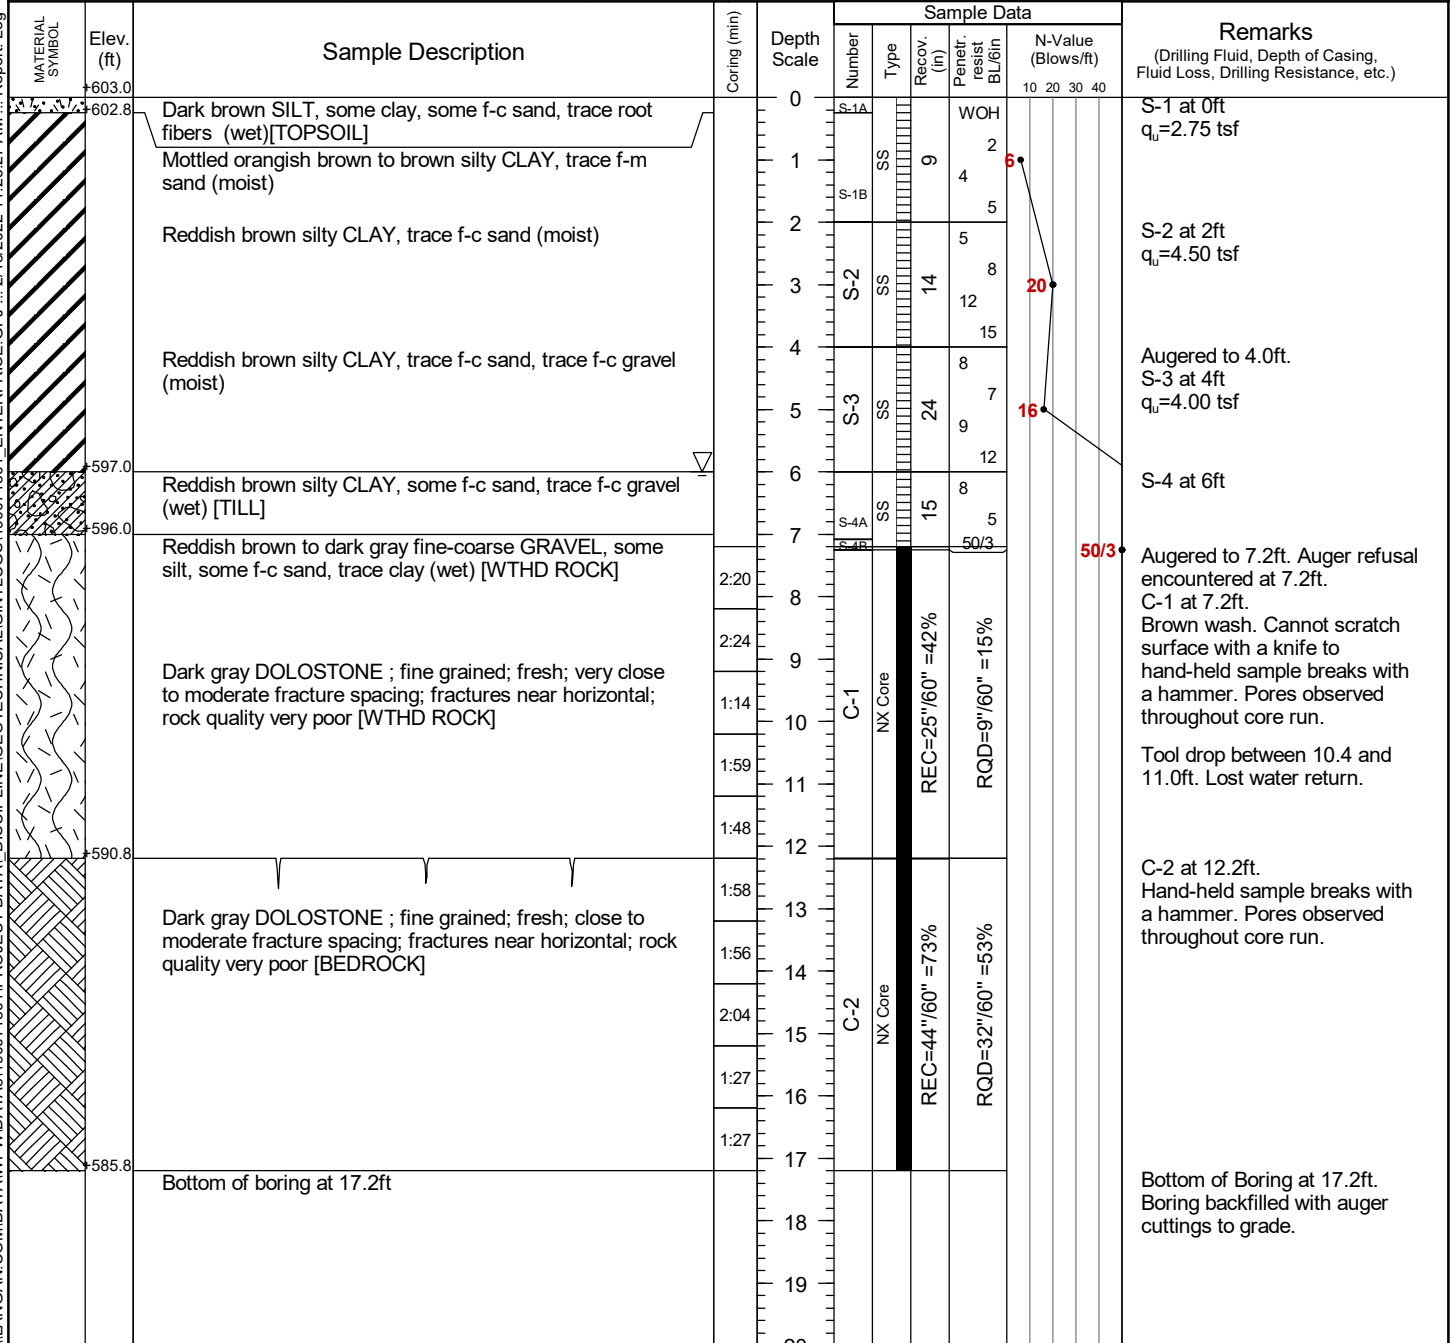 MATERIAL
SYMBOL
Elev.
(ft)
+603.0
Sample Description
Coring (min)
Depth
Scale
Sample Data
Number
Type
Recov.
(in)
Penetr.
resist
BL/6in
N-Value
(Blows/ft)
10 20 30 40
Remarks
(Drilling Fluid, Depth of Casing,
Fluid Loss, Drilling Resistance, etc.)
+602.8
Dark brown SILT, some clay, some f-c sand, trace root
fibers (wet)[TOPSOIL]
Mottled orangish brown to brown silty CLAY, trace f-m
sand (moist)
Reddish brown silty CLAY, trace f-c sand (moist)
Reddish brown silty CLAY, trace f-c sand, trace f-c gravel
(moist)
+597.0
Reddish brown silty CLAY, some f-c sand, trace f-c gravel
(wet) [TILL]
+596.0
Reddish brown to dark gray fine-coarse GRAVEL, some
silt, some f-c sand, trace clay (wet) [WTHD ROCK]
Dark gray DOLOSTONE ; fine grained; fresh; very close
to moderate fracture spacing; fractures near horizontal;
rock quality very poor [WTHD ROCK]
+590.8
Dark gray DOLOSTONE ; fine grained; fresh; close to
moderate fracture spacing; fractures near horizontal; rock
quality very poor [BEDROCK]
+585.8
Bottom of boring at 17.2ft
2:20
2:24
1:14
1:59
1:48
1:58
1:56
2:04
1:27
1:27
0
1
2
3
4
5
6
7
8
9
10
11
12
13
14
15
16
17
18
19
S-1A
S-1B
SS
9
WOH
2
4
5
6
S-2
SS
14
5
8
12
15
20
S-3
SS
24
8
7
9
12
16
S-4A
S-4B
SS
15
8
5
50/3
50/3
C-1
NX Core
REC=25"/60" =42%
RQD=9"/60" =15%
C-2
NX Core
REC=44"/60" =73%
RQD=32"/60" =53%
S-1 at 0ft
qu=2.75 tsf
S-2 at 2ft
qu=4.50 tsf
Augered to 4.0ft.
S-3 at 4ft
qu=4.00 tsf
S-4 at 6ft
Augered to 7.2ft. Auger refusal
encountered at 7.2ft.
C-1 at 7.2ft.
Brown wash. Cannot scratch
surface with a knife to
hand-held sample breaks with
a hammer. Pores observed
throughout core run.
Tool drop between 10.4 and
11.0ft. Lost water return.
C-2 at 12.2ft.
Hand-held sample breaks with
a hammer. Pores observed
throughout core run.
Bottom of Boring at 17.2ft.
Boring backfilled with auger
cuttings to grade.